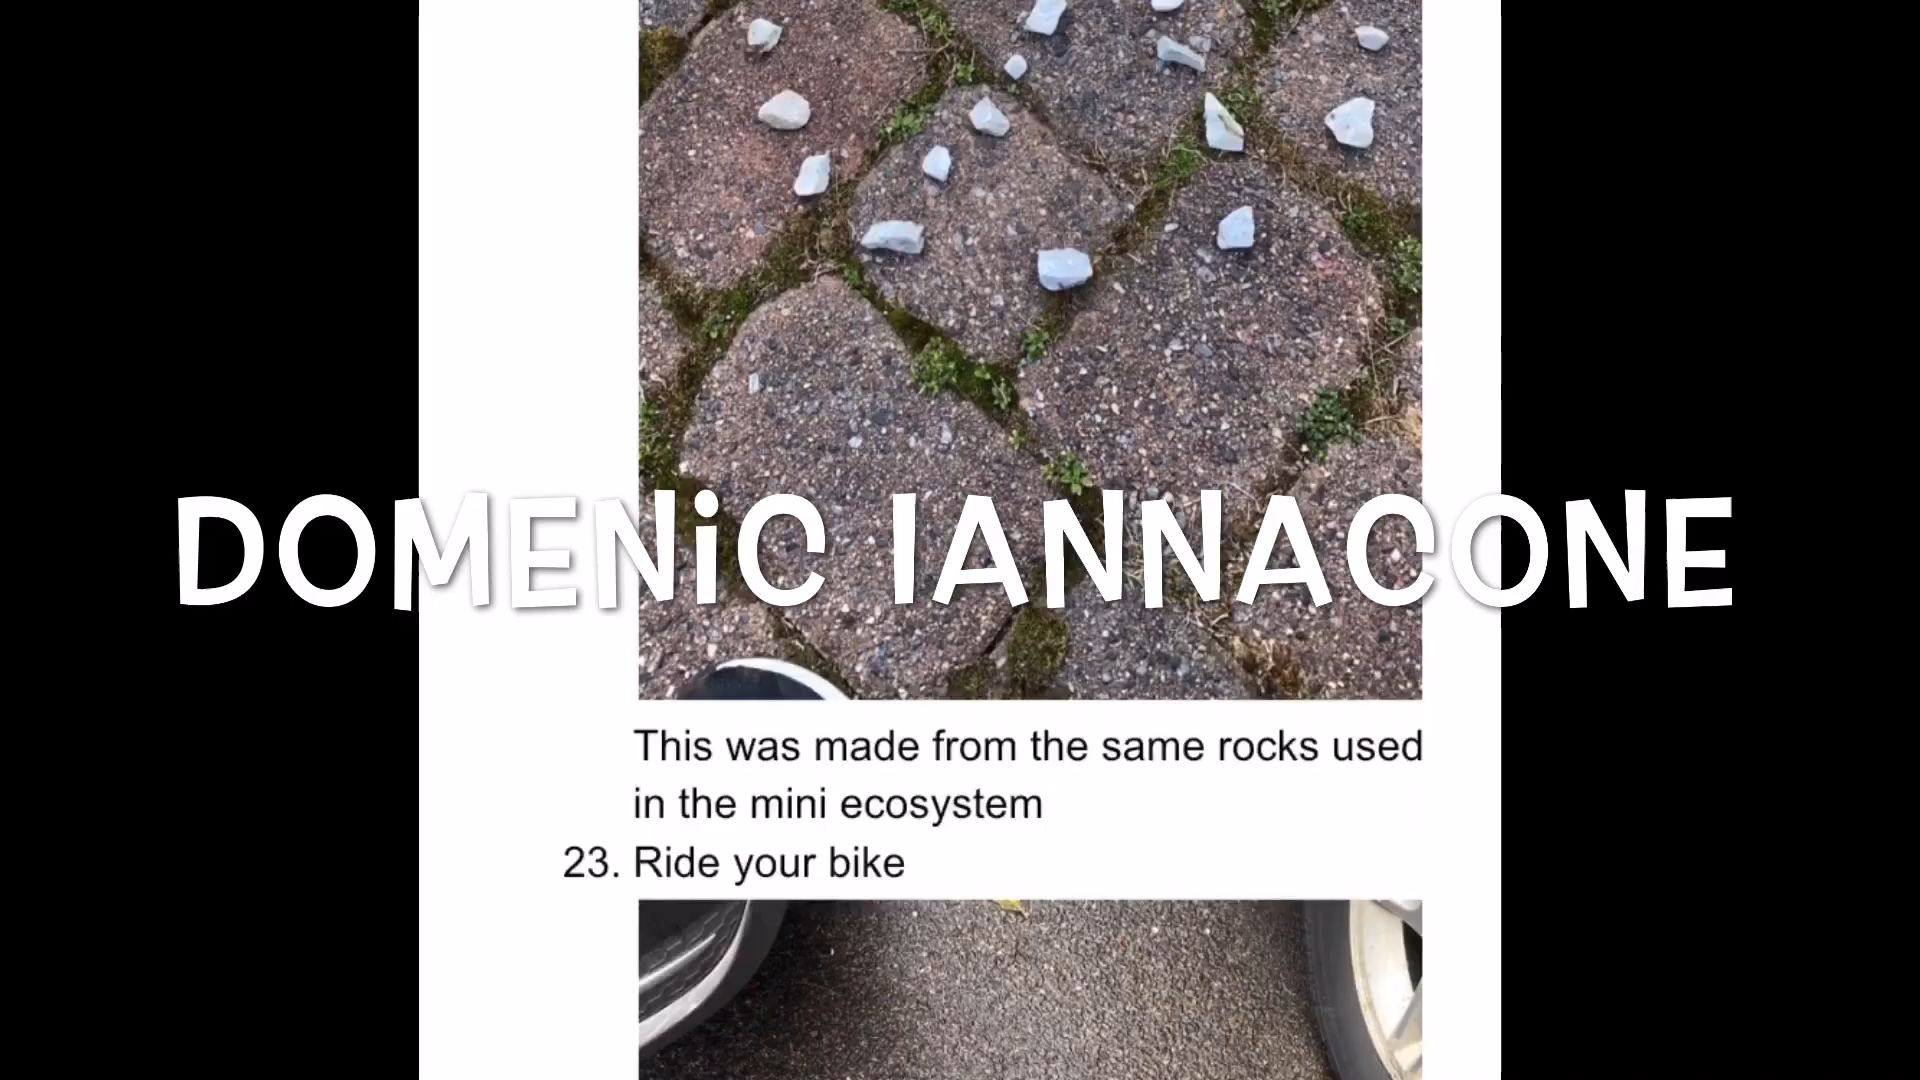 DOMENiC IANNACONE
This was made from the same rocks used
in the mini ecosystem
23. Ride your bike